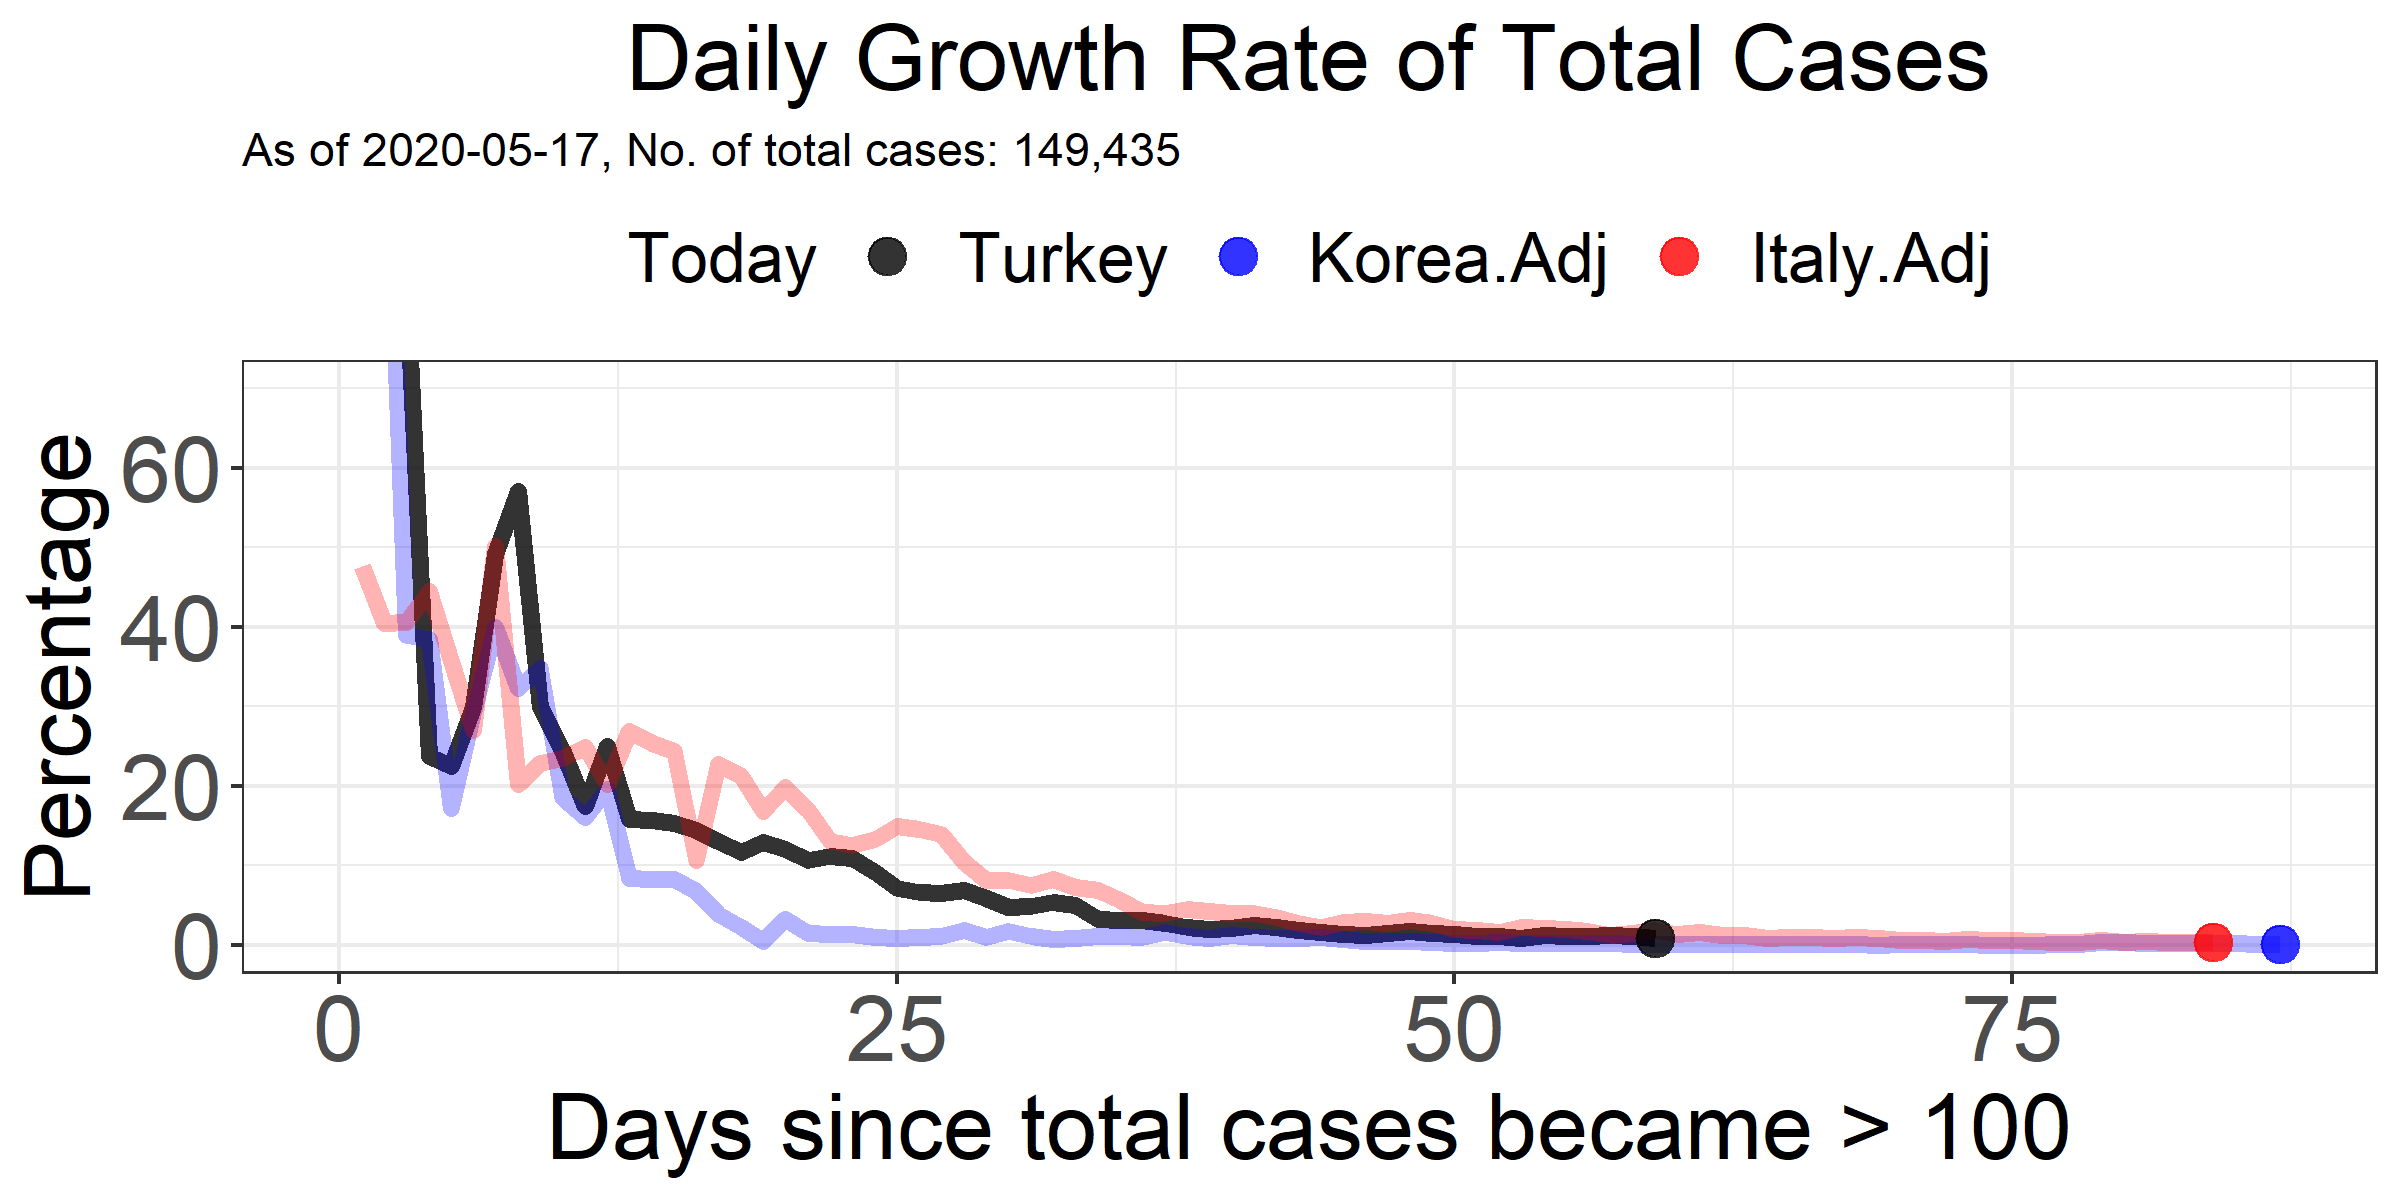 Daily Growth Rate of Total Cases
As of 2020-05-17, No. of total cases: 149,435
Today Turkey Korea.Adj Italy.Adj
Percentage
60
40
20
0
0 25 50 75
Days since total cases became > 100